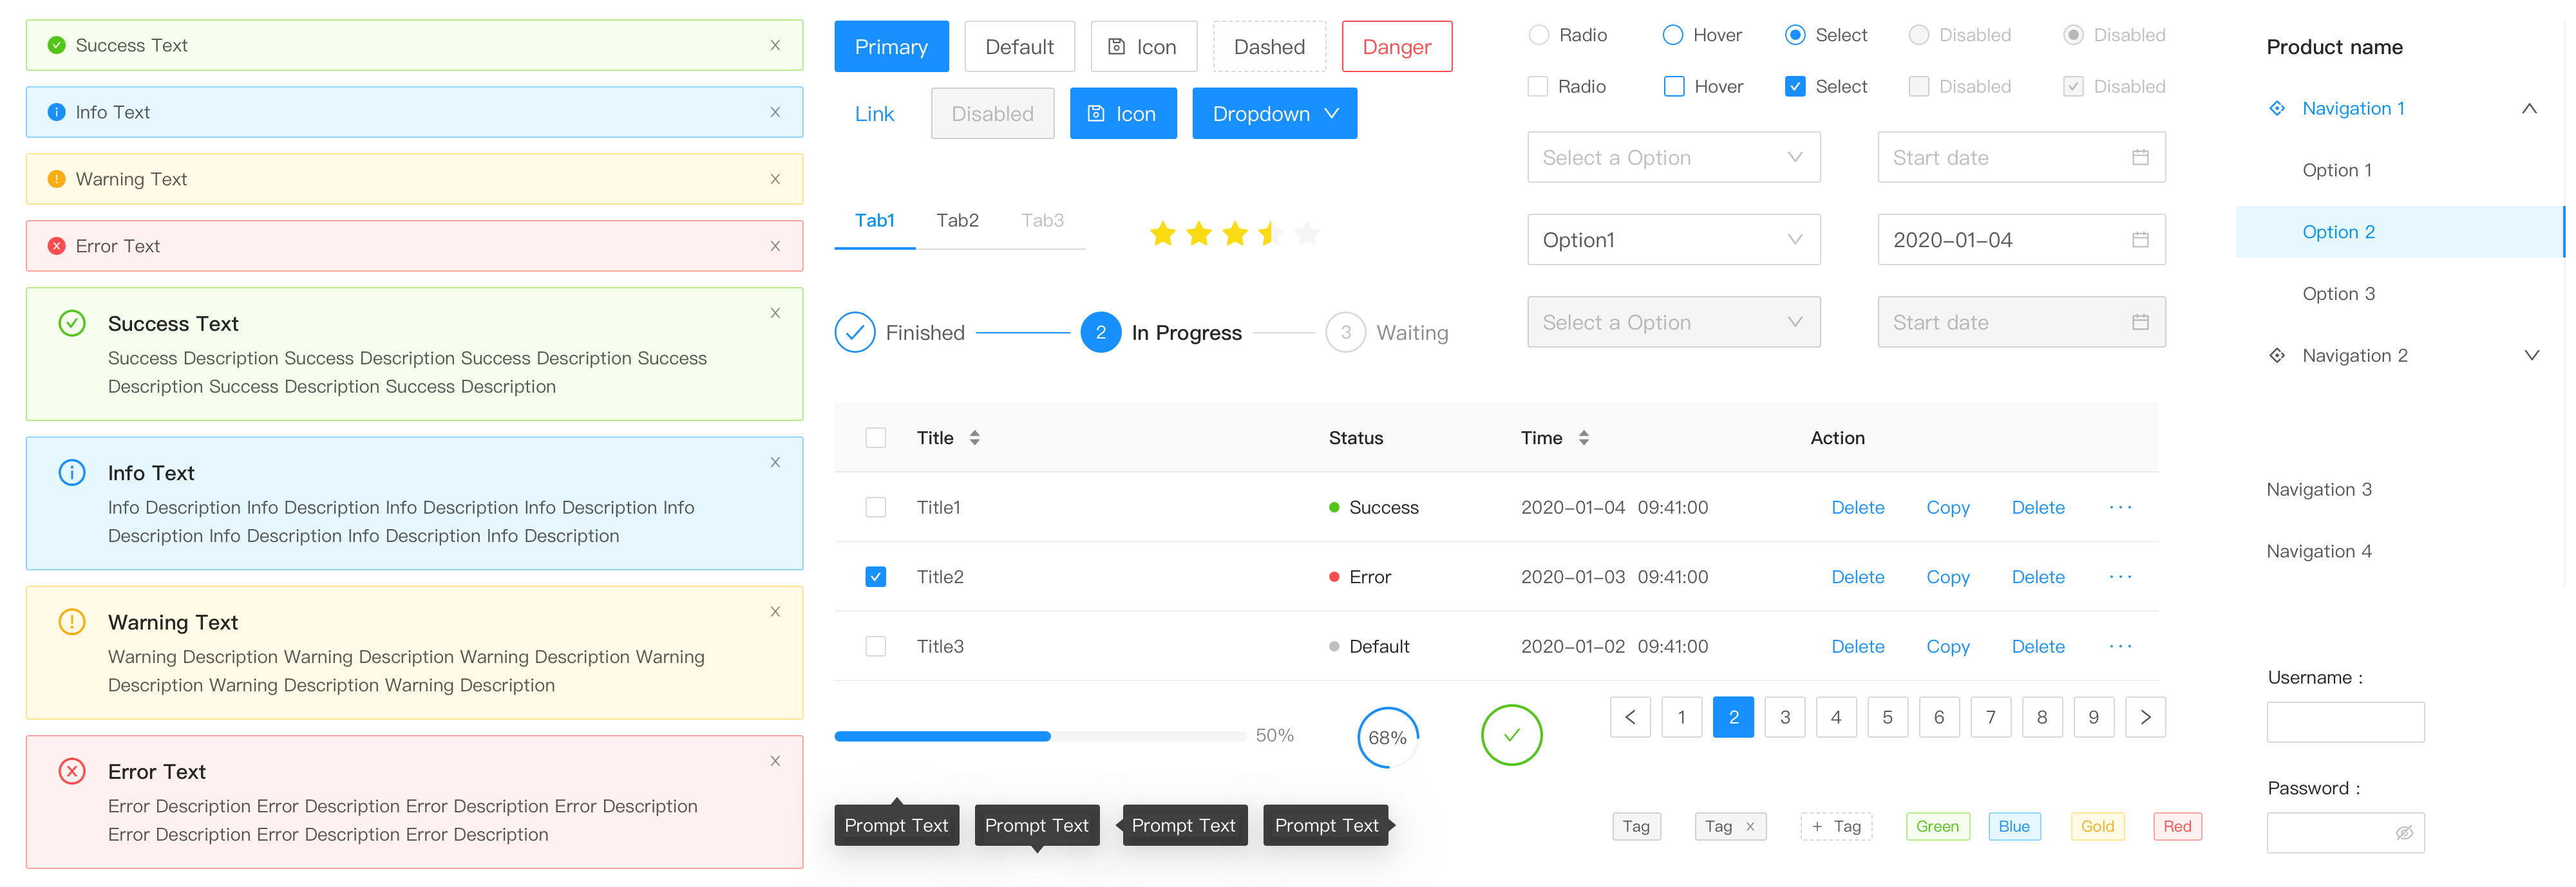 Success Text
Info Text
Warning Text
Error Text
Success Text
Success Description Success Description Success Description Success
Description Success Description Success Description
Info Text
Info Description Info Description Info Description Info Description Info
Description Info Description Info Description Info Description
Warning Text
Warning Description Warning Description Warning Description Warning
Description Warning Description Warning Description
Error Text
Error Description Error Description Error Description Error Description
Error Description Error Description Error Description
Primary Default Icon Dashed Danger
Link Disabled Icon Dropdown
Tab1 Tab2 Tab3
Finished 2 In Progress 3 Waiting
Radio Hover Select Disabled Disabled
Radio Hover Select Disabled Disabled
Select a Option Start date
Option1 2020-01-04
Select a Option Start date
Title Status Time Action
Title1 Success 2020-01-04 09:41:00 Delete Copy Delete ···
Title2 Error 2020-01-03 09:41:00 Delete Copy Delete ···
Title3 Default 2020-01-02 09:41:00 Delete Copy Delete ···
50% 68%
1 2 3 4 5 6 7 8 9
Prompt Text Prompt Text Prompt Text Prompt Text
Tag Tag x + Tag Green Blue Gold Red
Product name
Navigation 1
Option 1
Option 2
Option 3
Navigation 2
Navigation 3
Navigation 4
Username :
Password :